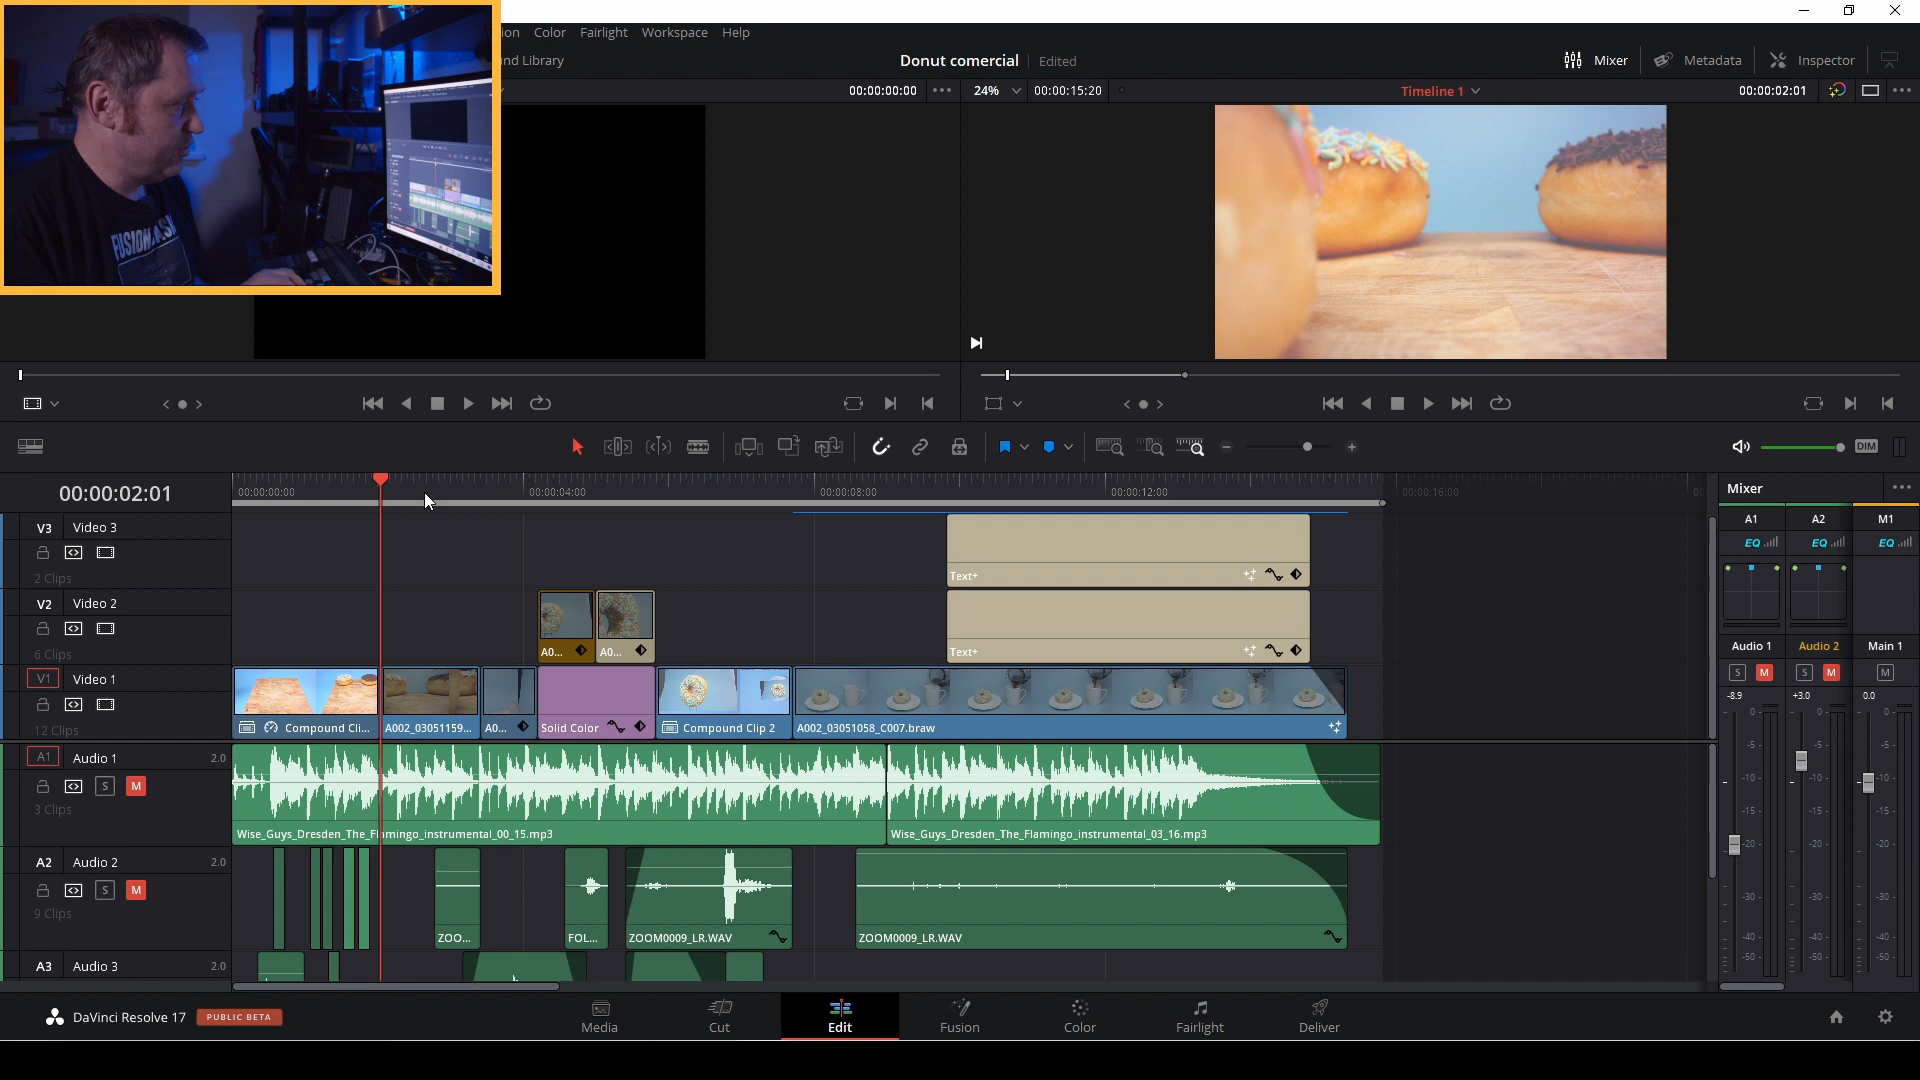 ion Color Fairlight Workspace Help
nd Library
Donut comercial Edited
Mixer Metadata Inspector
00:00:00:00
24% 00:00:15:20
Timeline 1
00:00:02:01
DIM
00:00:02:01
00:00:00:00 00:00:04:00 00:00:08:00 00:00:12:00 00:00:16:00
Mixer
V3 Video 3
2 Clips
Text+
V2 Video 2
6 Clips
A0... A0...
Text+
V1 Video 1
12 Clips
Compound Cli... A002_03051159... A0... Solid Color Compound Clip 2 A002_03051058_C007.braw
A1 Audio 1 2.0
S M
3 Clips
Wise_Guys_Dresden_The_Flamingo_instrumental_00_15.mp3
Wise_Guys_Dresden_The_Flamingo_instrumental_03_16.mp3
A2 Audio 2 2.0
S M
9 Clips
ZOO... FOL... ZOOM0009_LR.WAV ZOOM0009_LR.WAV
A3 Audio 3 2.0
A1 A2 M1
EQ EQ EQ
Audio 1 Audio 2 Main 1
S M S M M
-8.9 +3.0 0.0
0- 0- 0-
-5- -5- -5-
-10- -10- -10-
-15- -15- -15-
-20- -20- -20-
-30- -30- -30-
-40- -40- -40-
-50- -50- -50-
DaVinci Resolve 17 PUBLIC BETA
Media Cut Edit Fusion Color Fairlight Deliver